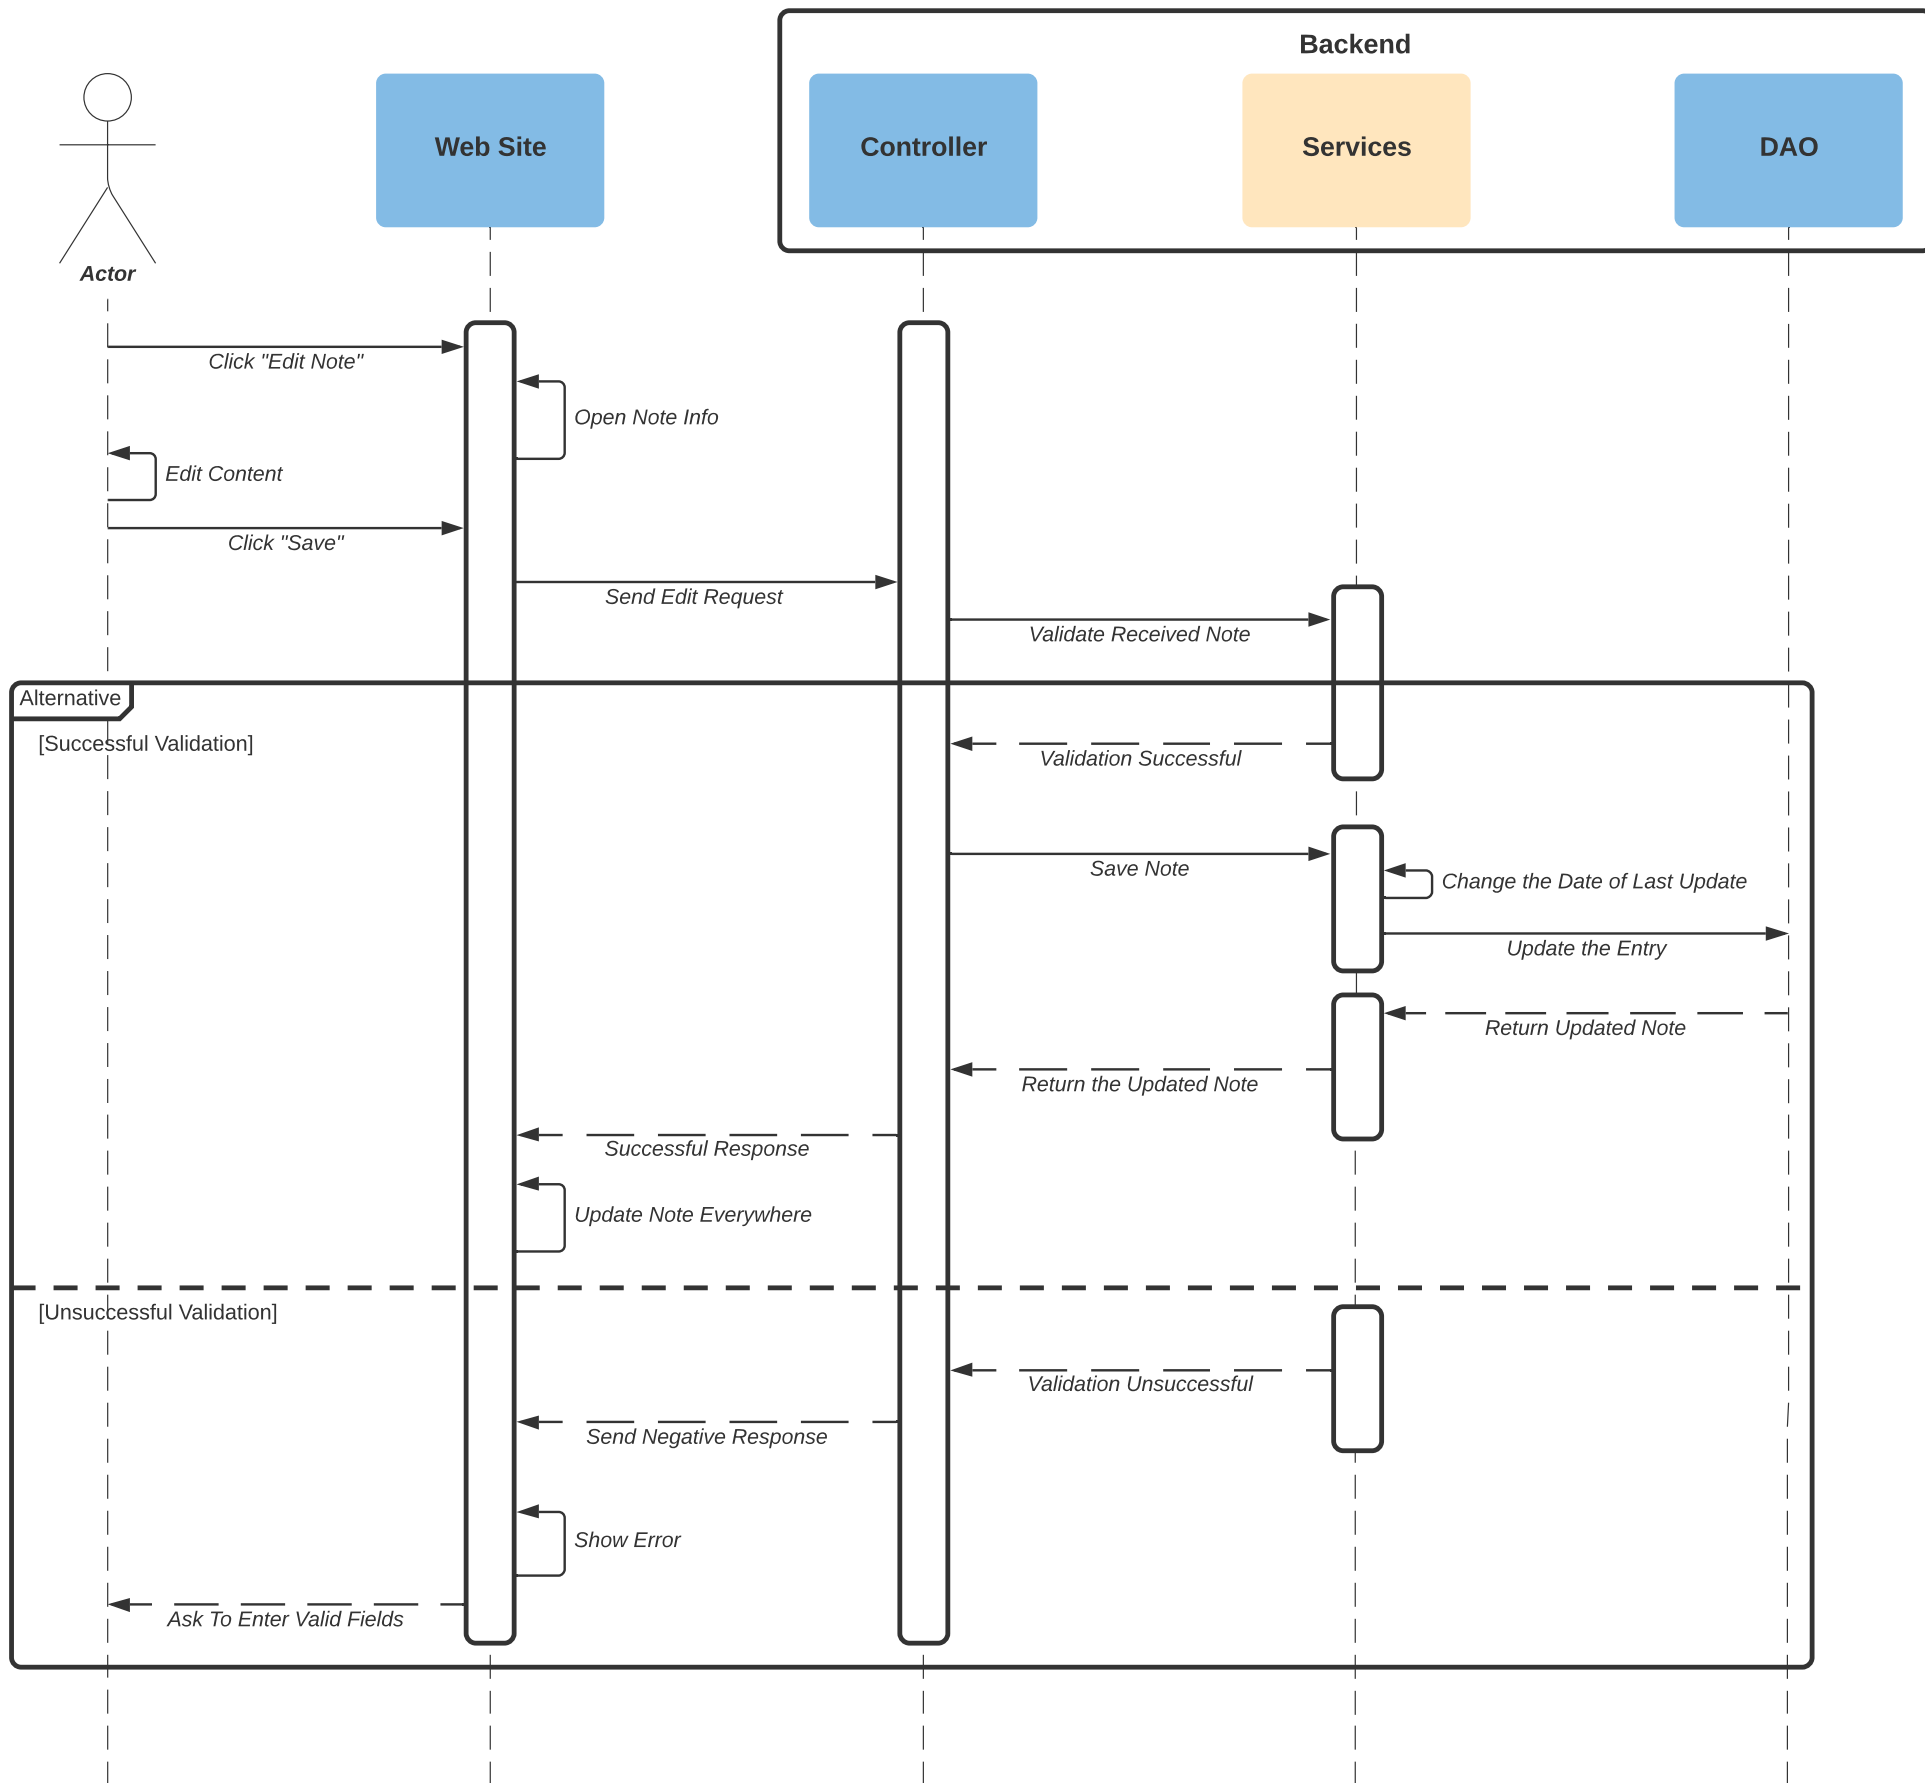 Backend
Web Site
Controller
Services
DAO
Actor
Click "Edit Note"
Open Note Info
Edit Content
Click "Save"
Send Edit Request
Validate Received Note
Alternative
[Successful Validation]
Validation Successful
Save Note
Change the Date of Last Update
Update the Entry
Return Updated Note
Return the Updated Note
Successful Response
Update Note Everywhere
[Unsuccessful Validation]
Validation Unsuccessful
Send Negative Response
Show Error
Ask To Enter Valid Fields